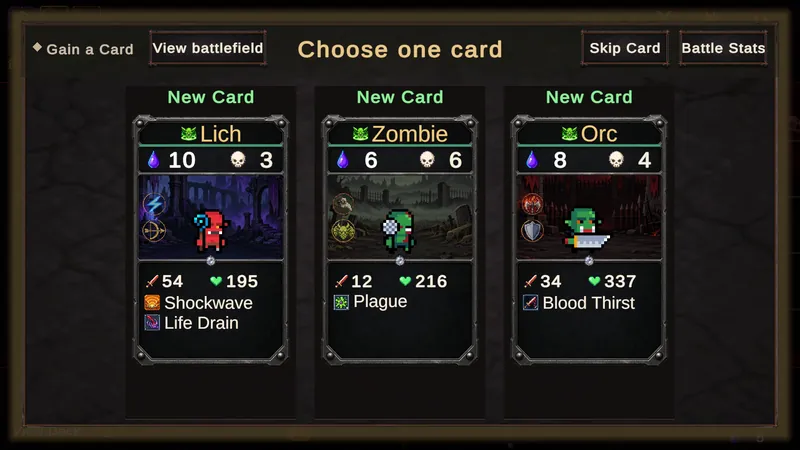 Gain a Card
View battlefield
Choose one card
Skip Card
Battle Stats
New Card
Lich
10 3
54 195
Shockwave
Life Drain
New Card
Zombie
6 6
12 216
Plague
New Card
Orc
8 4
34 337
Blood Thirst